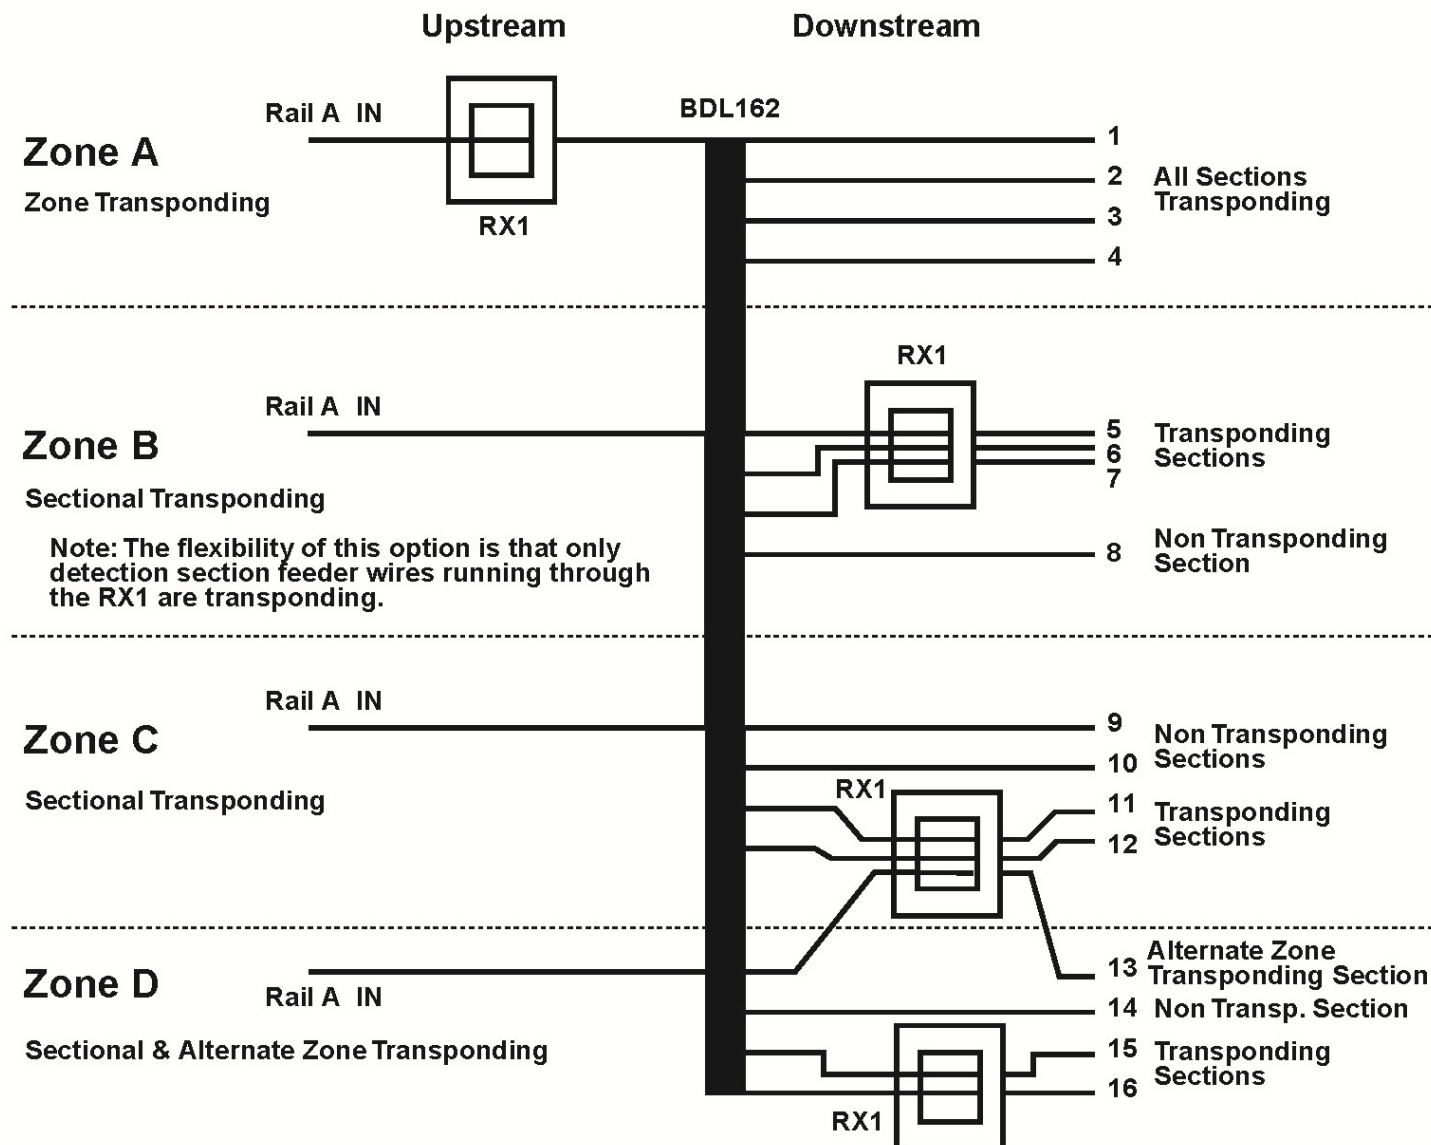 Upstream
Downstream
BDL162
Rail A IN
Zone A
Zone Transponding
RX1
1
2
3
4
All Sections
Transponding
RX1
Rail A IN
Zone B
Sectional Transponding
Note: The flexibility of this option is that only
detection section feeder wires running through
the RX1 are transponding.
5
6
7
Transponding
Sections
8
Non Transponding
Section
Rail A IN
Zone C
Sectional Transponding
9
10
Non Transponding
Sections
RX1
11
12
Transponding
Sections
Zone D
Rail A IN
Sectional & Alternate Zone Transponding
13
Alternate Zone
Transponding Section
14
Non Transp. Section
15
16
Transponding
Sections
RX1